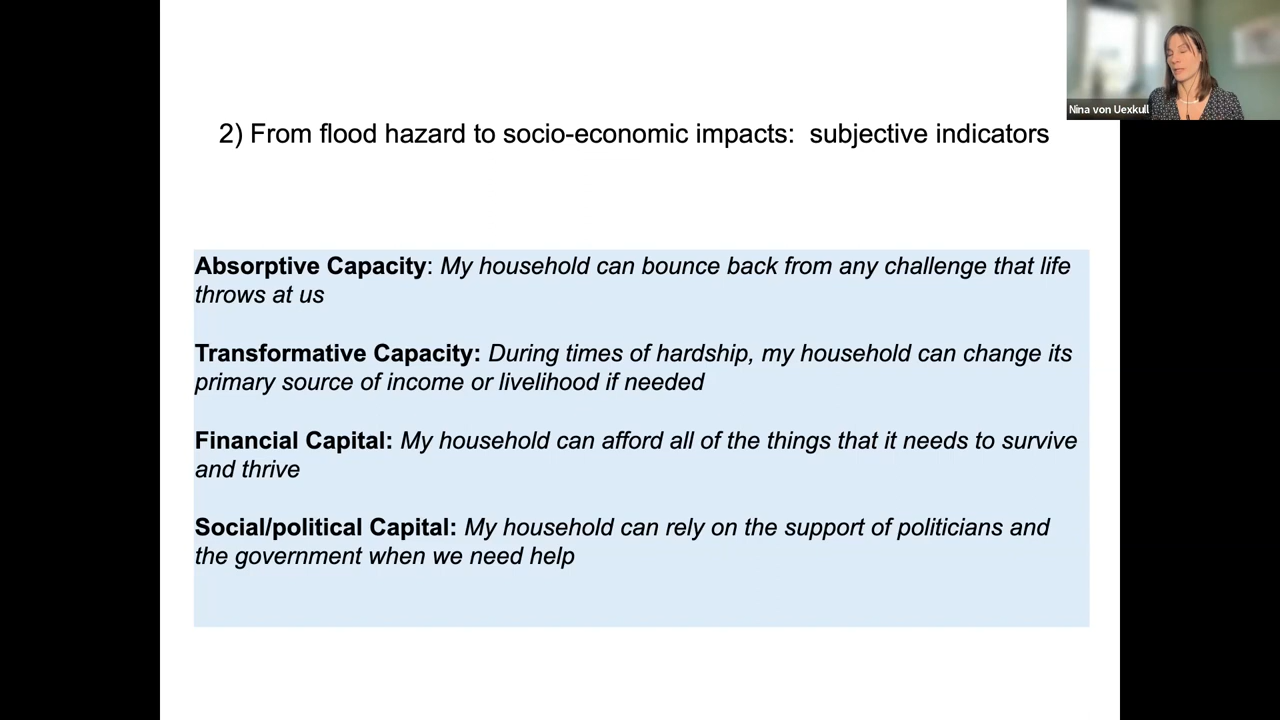 Nina von Uexkull
2) From flood hazard to socio-economic impacts: subjective indicators
Absorptive Capacity: My household can bounce back from any challenge that life
throws at us
Transformative Capacity: During times of hardship, my household can change its
primary source of income or livelihood if needed
Financial Capital: My household can afford all of the things that it needs to survive
and thrive
Social/political Capital: My household can rely on the support of politicians and
the government when we need help